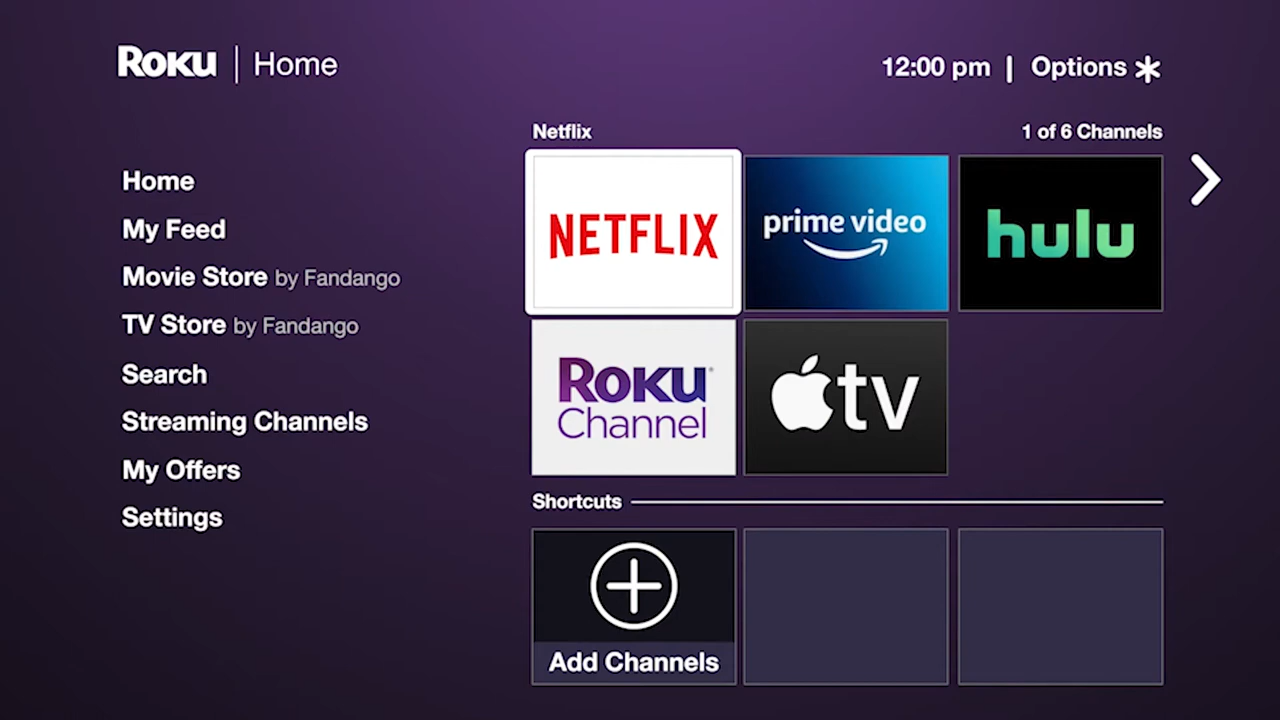 Roku | Home
12:00 pm | Options
Home
My Feed
Movie Store by Fandango
TV Store by Fandango
Search
Streaming Channels
My Offers
Settings
Netflix
1 of 6 Channels
NETFLIX
prime video
hulu
Roku
Channel
tv
Shortcuts
Add Channels